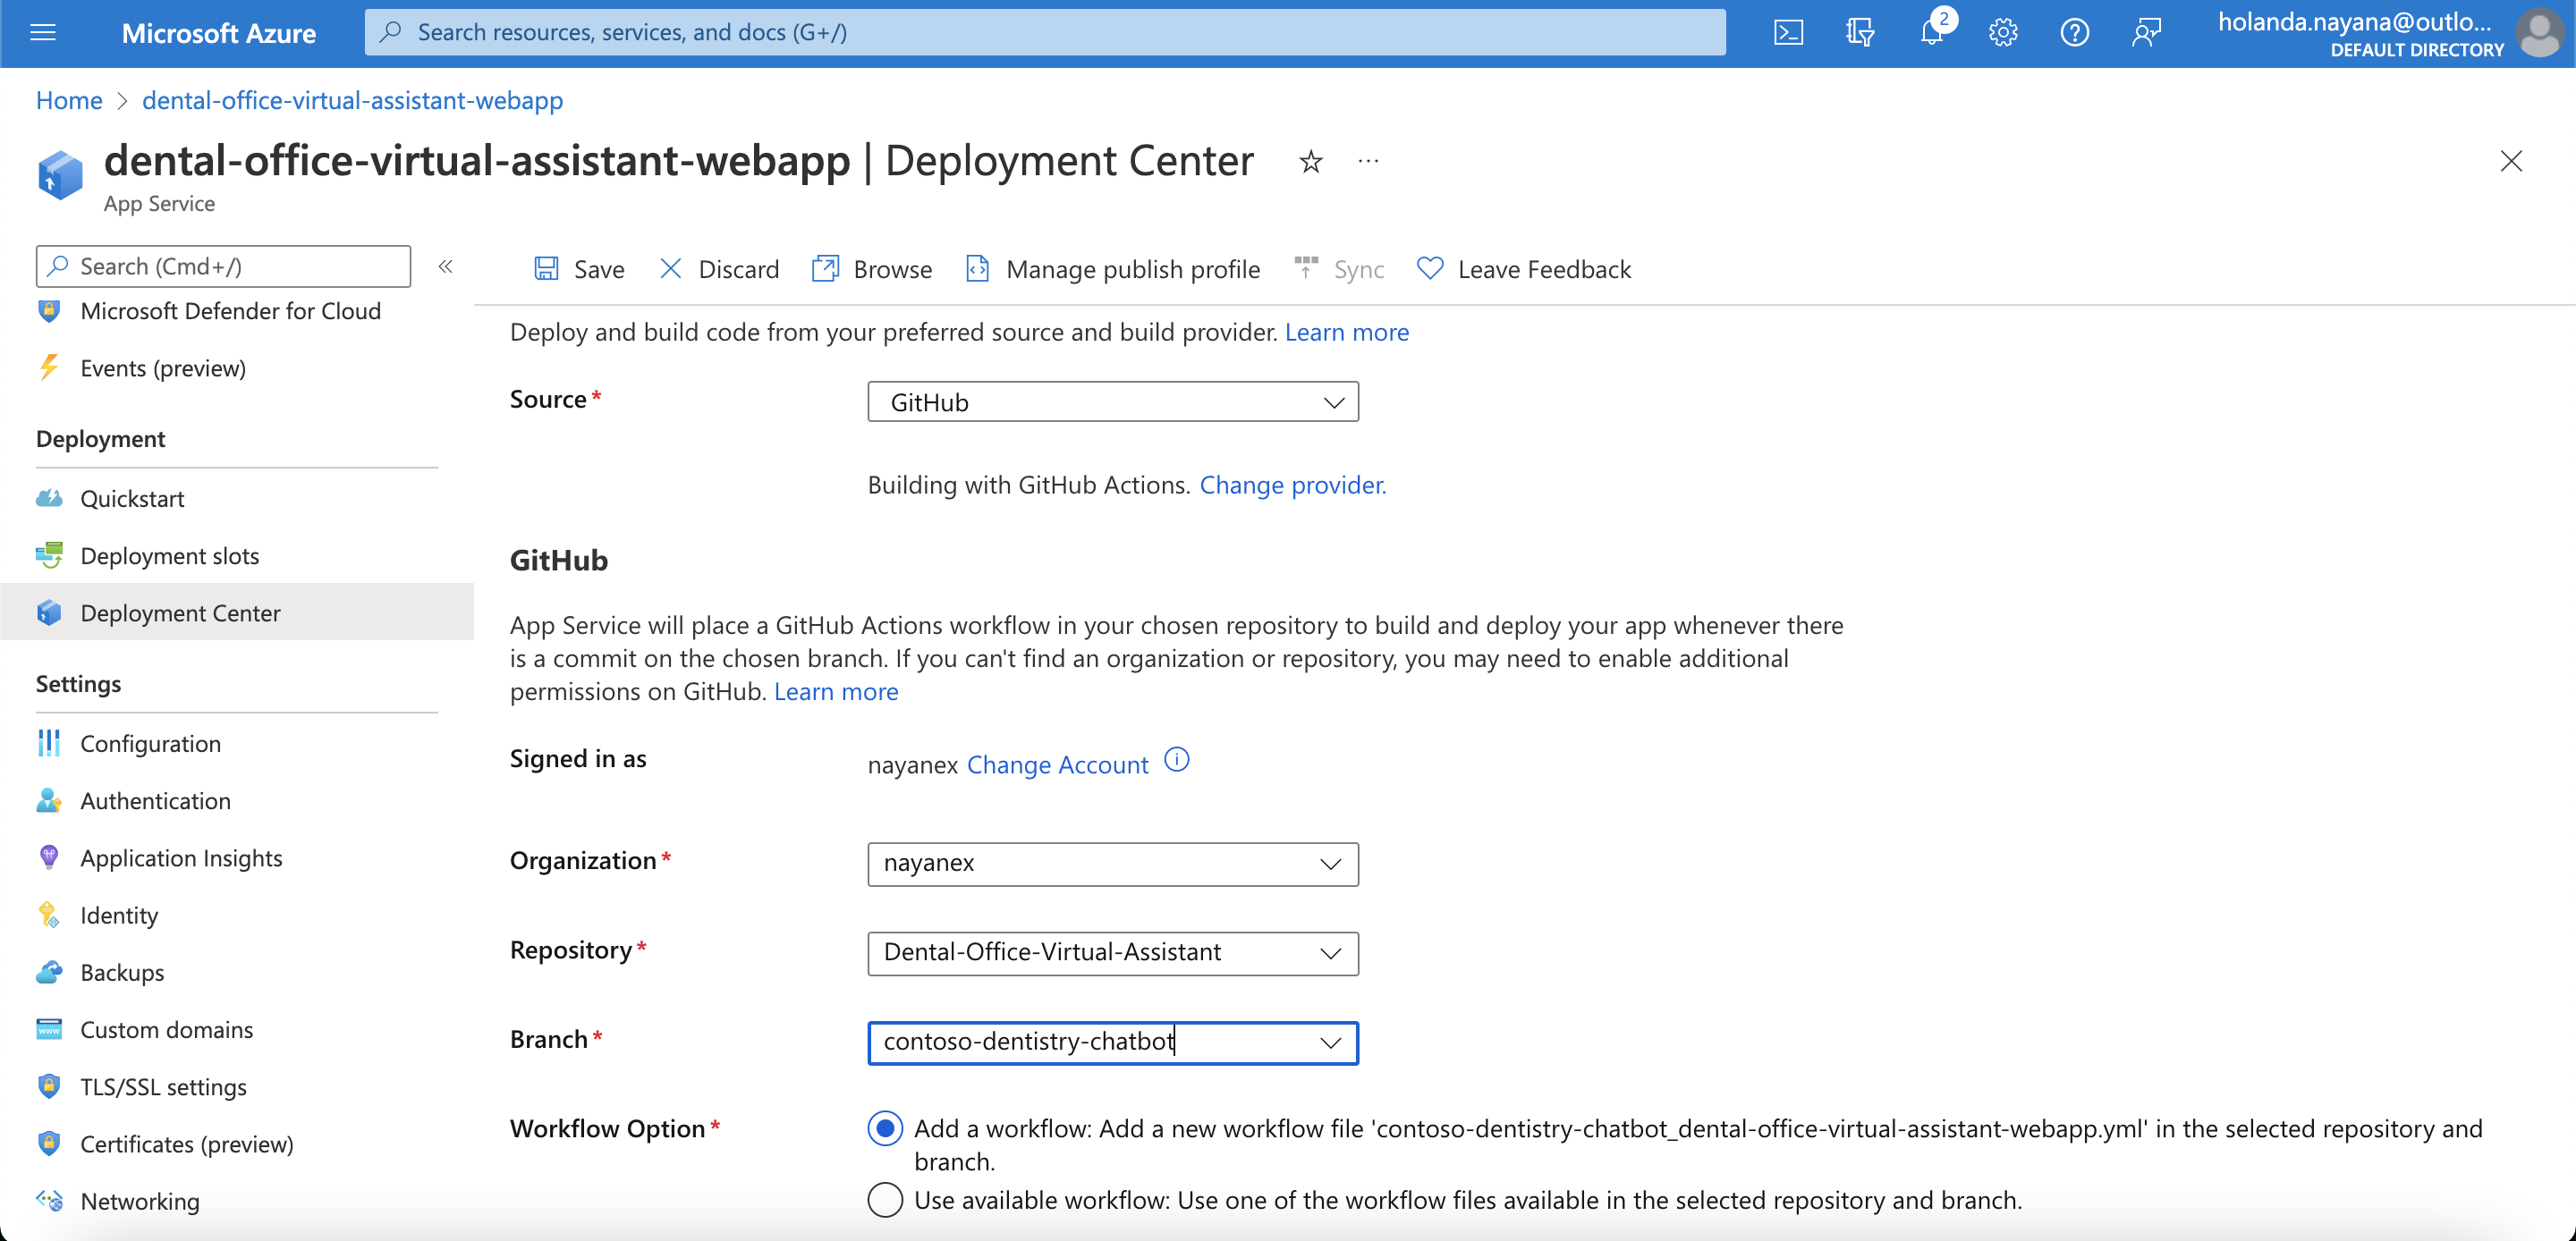 Microsoft Azure
Search resources, services, and docs (G+/)
2
holanda.nayana@outlo...
DEFAULT DIRECTORY
Home > dental-office-virtual-assistant-webapp
dental-office-virtual-assistant-webapp | Deployment Center
App Service
Search (Cmd+/)
Microsoft Defender for Cloud
Events (preview)
Deployment
Quickstart
Deployment slots
Deployment Center
Settings
Configuration
Authentication
Application Insights
Identity
Backups
Custom domains
TLS/SSL settings
Certificates (preview)
Networking
Save
Discard
Browse
Manage publish profile
Sync
Leave Feedback
Deploy and build code from your preferred source and build provider. Learn more
Source*
GitHub
Building with GitHub Actions. Change provider.
GitHub
App Service will place a GitHub Actions workflow in your chosen repository to build and deploy your app whenever there
is a commit on the chosen branch. If you can't find an organization or repository, you may need to enable additional
permissions on GitHub. Learn more
Signed in as
nayanex Change Account
Organization*
nayanex
Repository*
Dental-Office-Virtual-Assistant
Branch*
contoso-dentistry-chatbot
Workflow Option*
Add a workflow: Add a new workflow file 'contoso-dentistry-chatbot_dental-office-virtual-assistant-webapp.yml' in the selected repository and
branch.
Use available workflow: Use one of the workflow files available in the selected repository and branch.